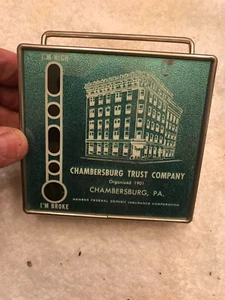 I'M RICH
CHAMBERSBURG TRUST COMPANY
Organized 1901
CHAMBERSBURG, PA.
MEMBER FEDERAL DEPOSIT INSURANCE CORPORATION
I'M BROKE